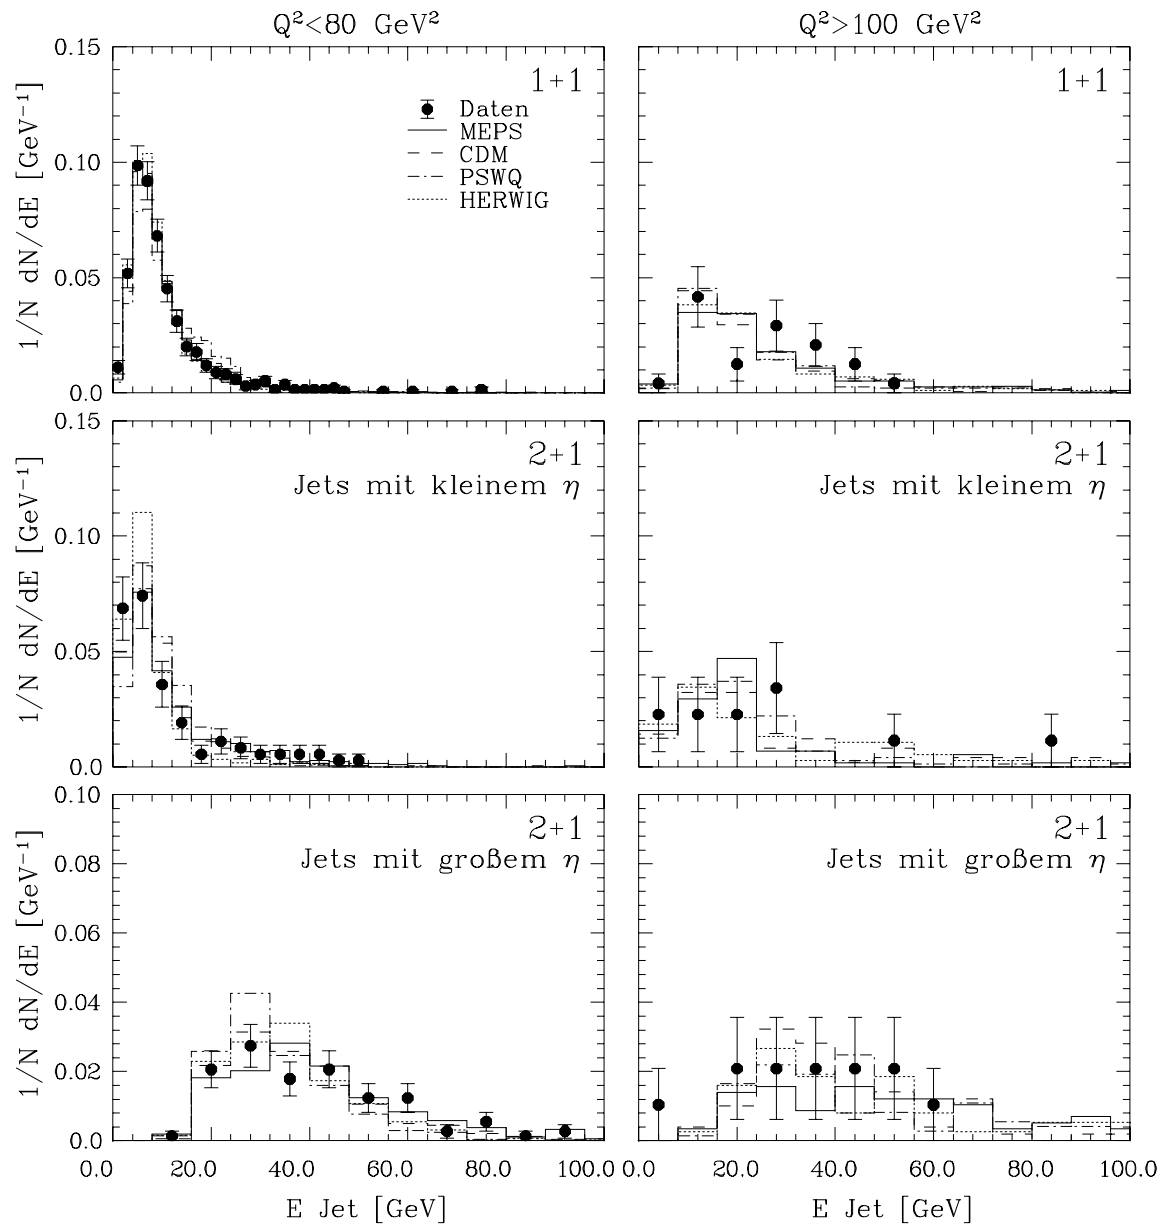 Q²<80 GeV²
Q²>100 GeV²
1/N dN/dE [GeV⁻¹]
0.15
0.10
0.05
0.0
1+1
Daten
MEPS
CDM
PSWQ
HERWIG
1+1
1/N dN/dE [GeV⁻¹]
0.15
0.10
0.05
0.0
2+1
Jets mit kleinem η
2+1
Jets mit kleinem η
1/N dN/dE [GeV⁻¹]
0.10
0.08
0.06
0.04
0.02
0.0
2+1
Jets mit großem η
2+1
Jets mit großem η
0.0 20.0 40.0 60.0 80.0 100.0
0.0 20.0 40.0 60.0 80.0 100.0
E Jet [GeV]
E Jet [GeV]